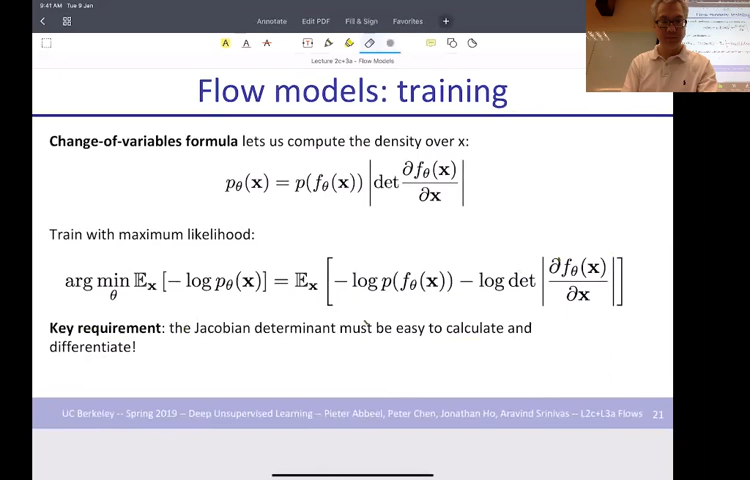 9:41 AM Tue 9 Jan
Annotate Edit PDF Fill & Sign Favorites +
A A A
Lecture 2c+3a – Flow Models
Flow models: training
Change-of-variables formula lets us compute the density over x:
pθ(x) = p(fθ(x)) |det ∂fθ(x)/∂x|
Train with maximum likelihood:
arg min_θ 𝔼ₓ [− log pθ(x)] = 𝔼ₓ [− log p(fθ(x)) − log det |∂fθ(x)/∂x|]
Key requirement: the Jacobian determinant must be easy to calculate and
differentiate!
UC Berkeley -- Spring 2019 -- Deep Unsupervised Learning -- Pieter Abbeel, Peter Chen, Jonathan Ho, Aravind Srinivas -- L2c+L3a Flows 21